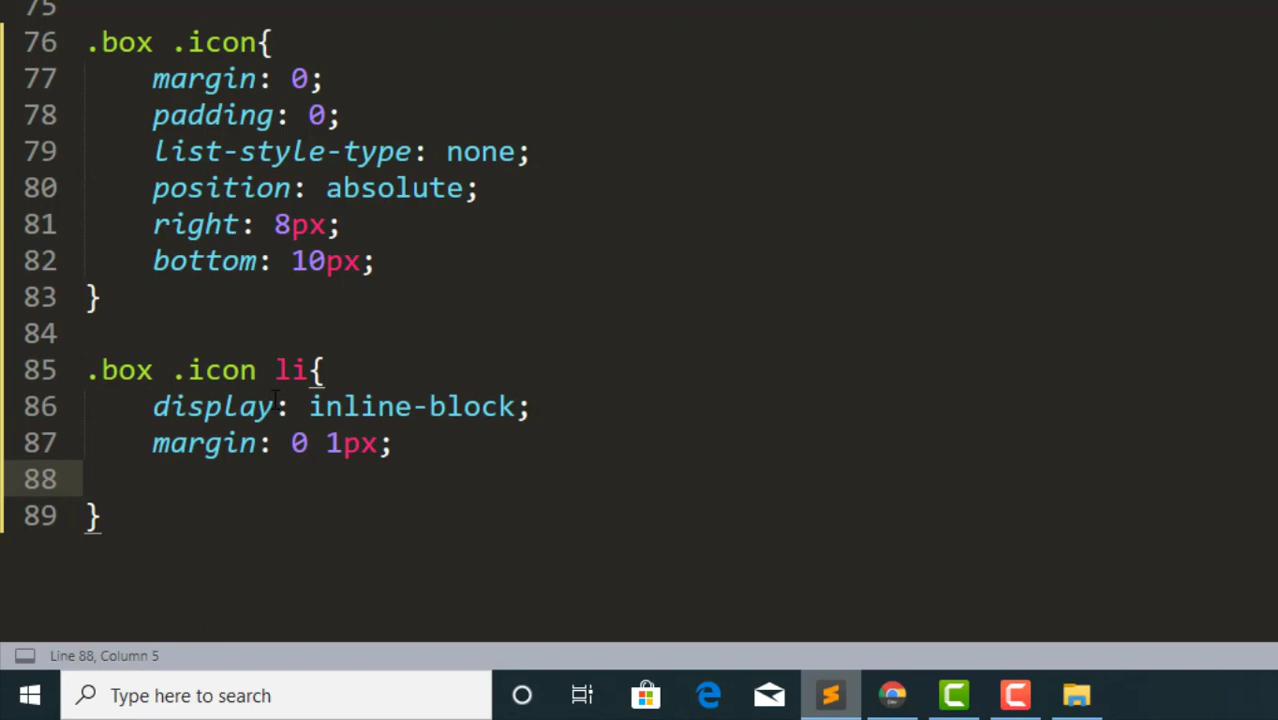 75
76 .box .icon{
77 margin: 0;
78 padding: 0;
79 list-style-type: none;
80 position: absolute;
81 right: 8px;
82 bottom: 10px;
83 }
84
85 .box .icon li{
86 display: inline-block;
87 margin: 0 1px;
88
89 }
Line 88, Column 5
Type here to search
Dev